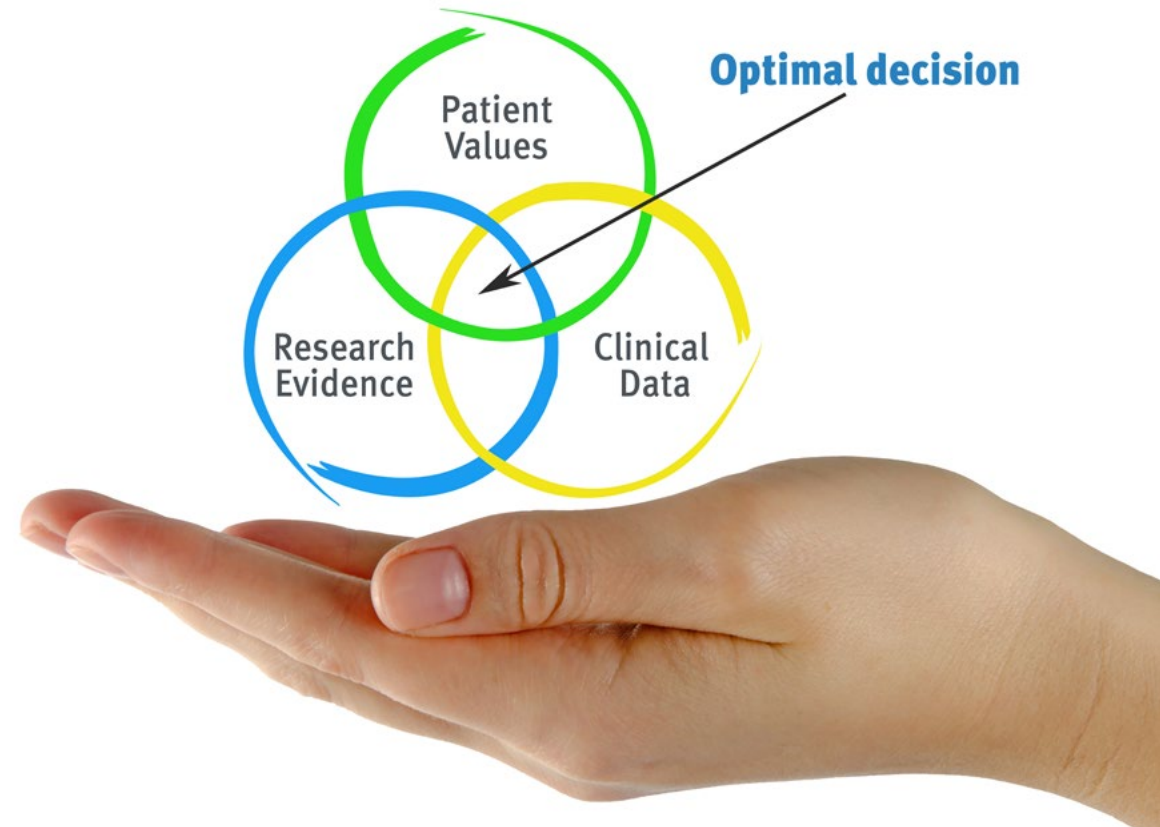 Optimal decision
Patient
Values
Research
Evidence
Clinical
Data